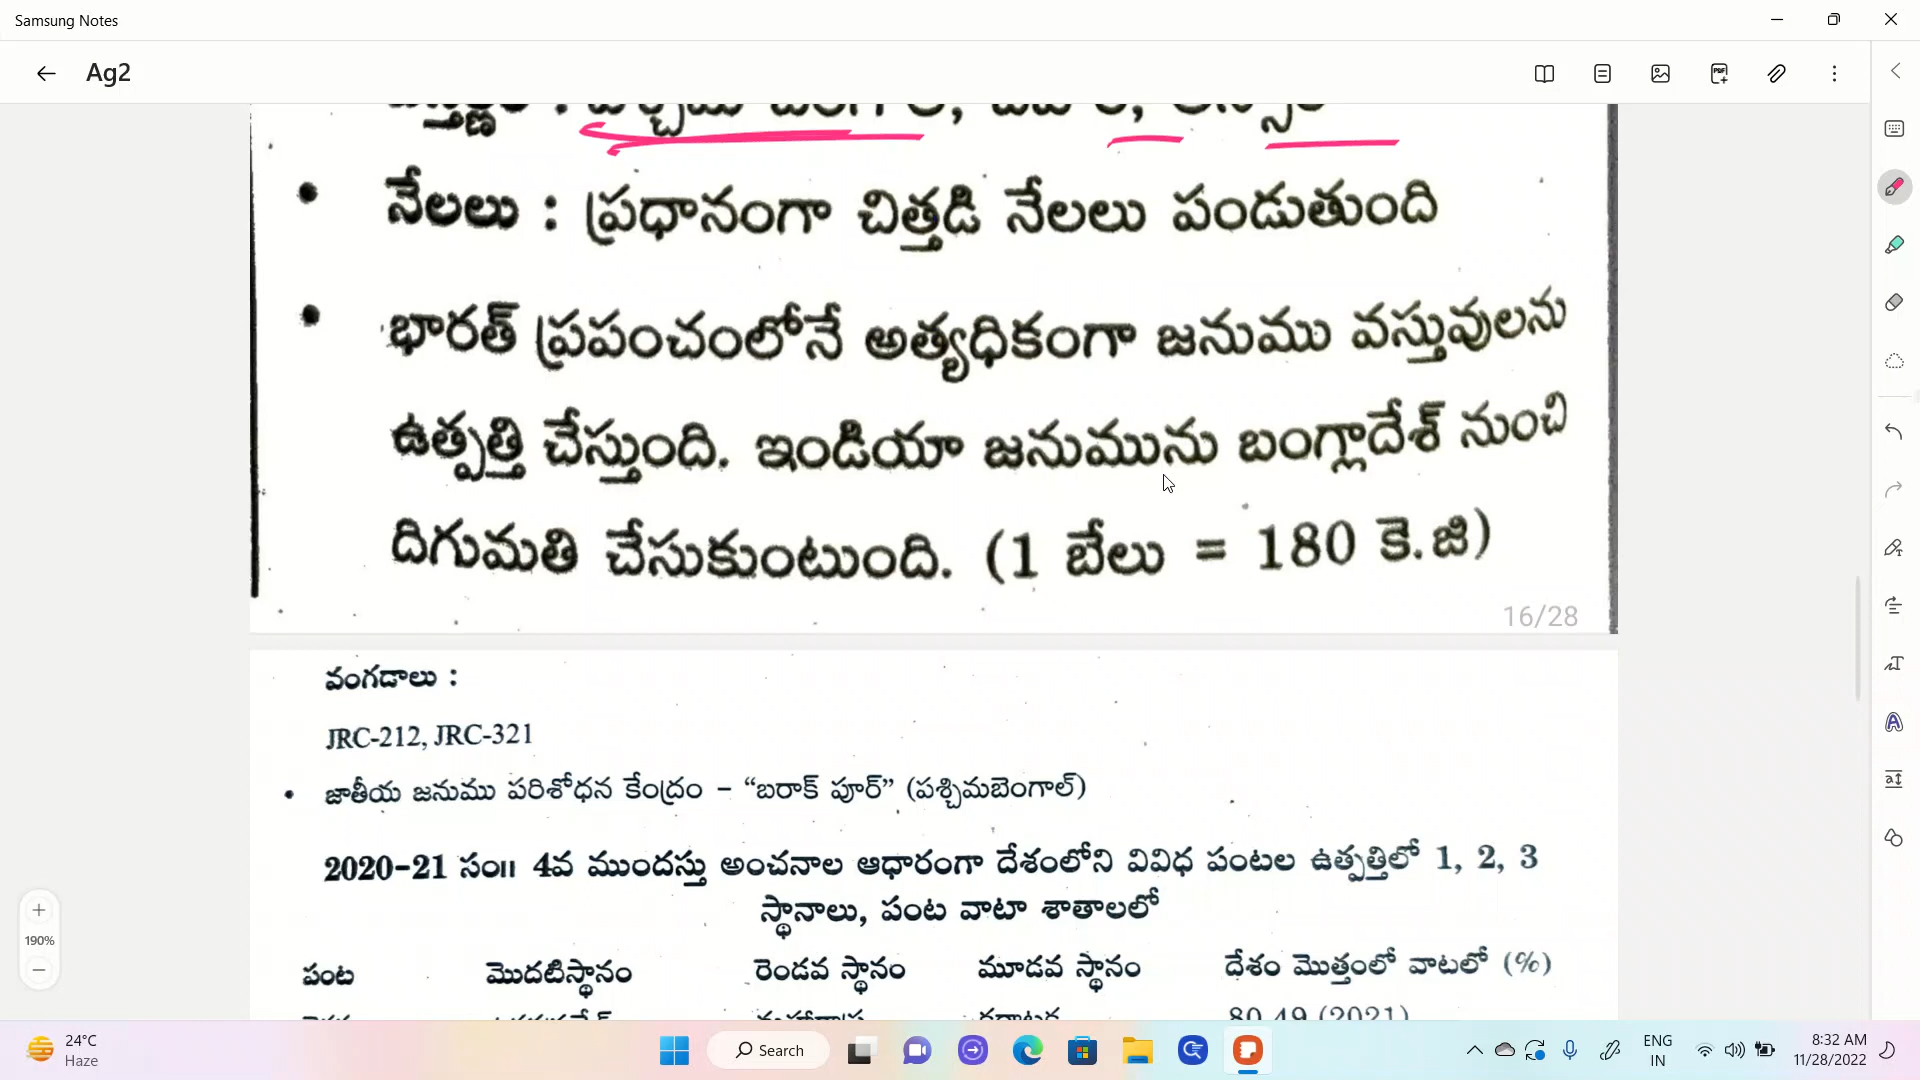 Samsung Notes
Ag2
నేలలు : ప్రధానంగా చిత్తడి నేలలు పండుతుంది
భారత్ ప్రపంచంలోనే అత్యధికంగా జనుము వస్తువులను
ఉత్పత్తి చేస్తుంది. ఇండియా జనుమును బంగ్లాదేశ్ నుంచి
దిగుమతి చేసుకుంటుంది. (1 బేలు = 180 కె.జి)
16/28
వంగడాలు :
JRC-212, JRC-321
• జాతీయ జనుము పరిశోధన కేంద్రం – “బరాక్ పూర్” (పశ్చిమబెంగాల్)
2020-21 సం॥ 4వ ముందస్తు అంచనాల ఆధారంగా దేశంలోని వివిధ పంటల ఉత్పత్తిలో 1, 2, 3
స్థానాలు, పంట వాటా శాతాలలో
పంట మొదటిస్థానం రెండవ స్థానం మూడవ స్థానం దేశం మొత్తంలో వాటలో (%)
80.49 (2021)
190%
24°C
Haze
Search
ENG
IN
8:32 AM
11/28/2022